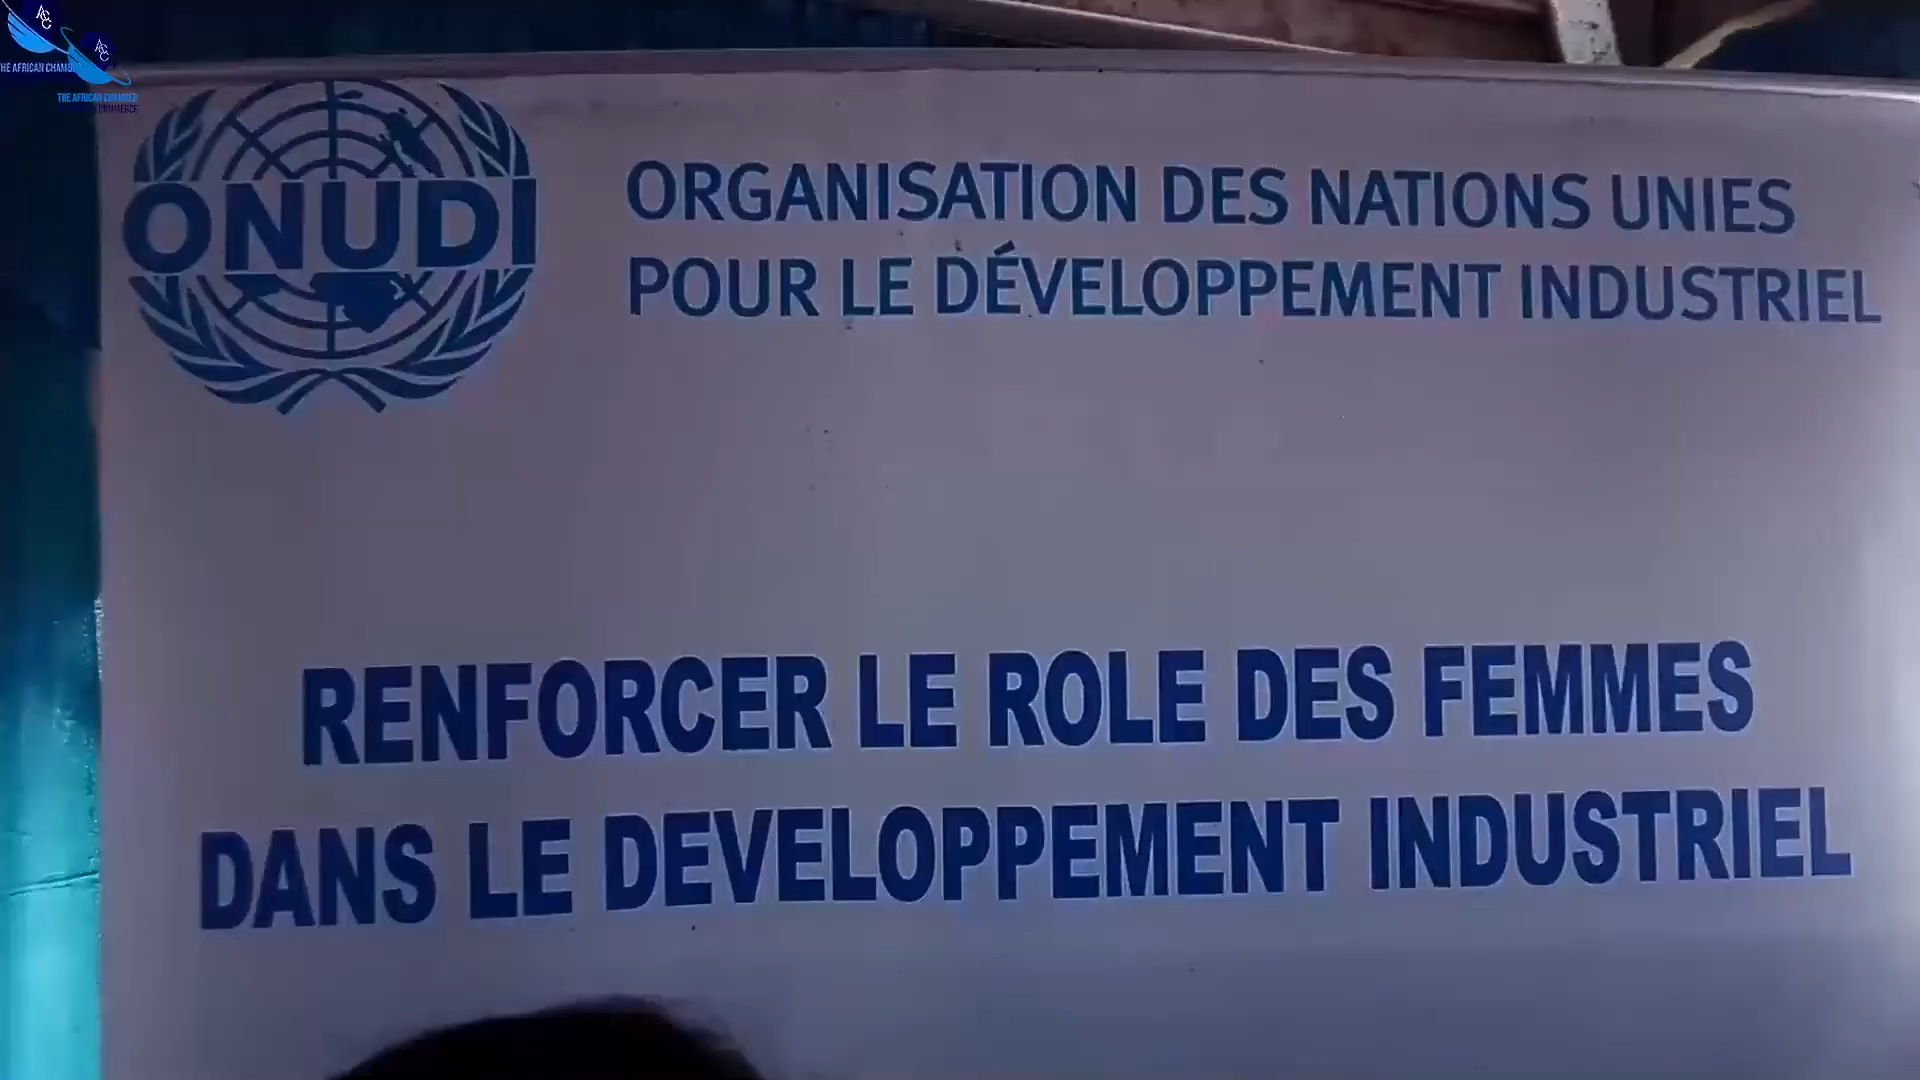 THE AFRICAN CHAMBER
ONUDI
ORGANISATION DES NATIONS UNIES
POUR LE DÉVELOPPEMENT INDUSTRIEL
RENFORCER LE ROLE DES FEMMES
DANS LE DEVELOPPEMENT INDUSTRIEL